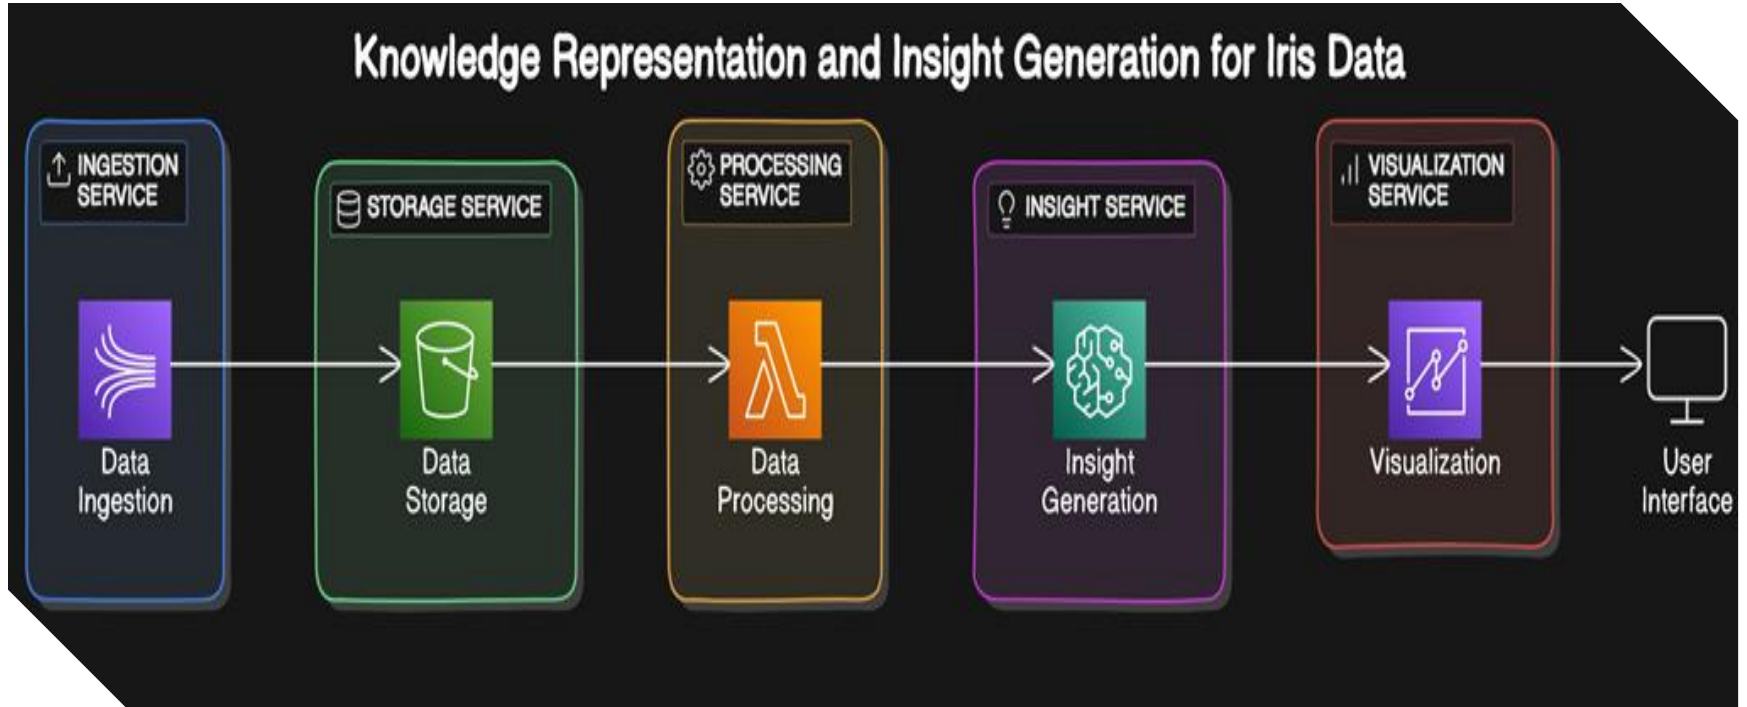 Knowledge Representation and Insight Generation for Iris Data
INGESTION
SERVICE
Data
Ingestion
STORAGE SERVICE
Data
Storage
PROCESSING
SERVICE
Data
Processing
INSIGHT SERVICE
Insight
Generation
VISUALIZATION
SERVICE
Visualization
User
Interface